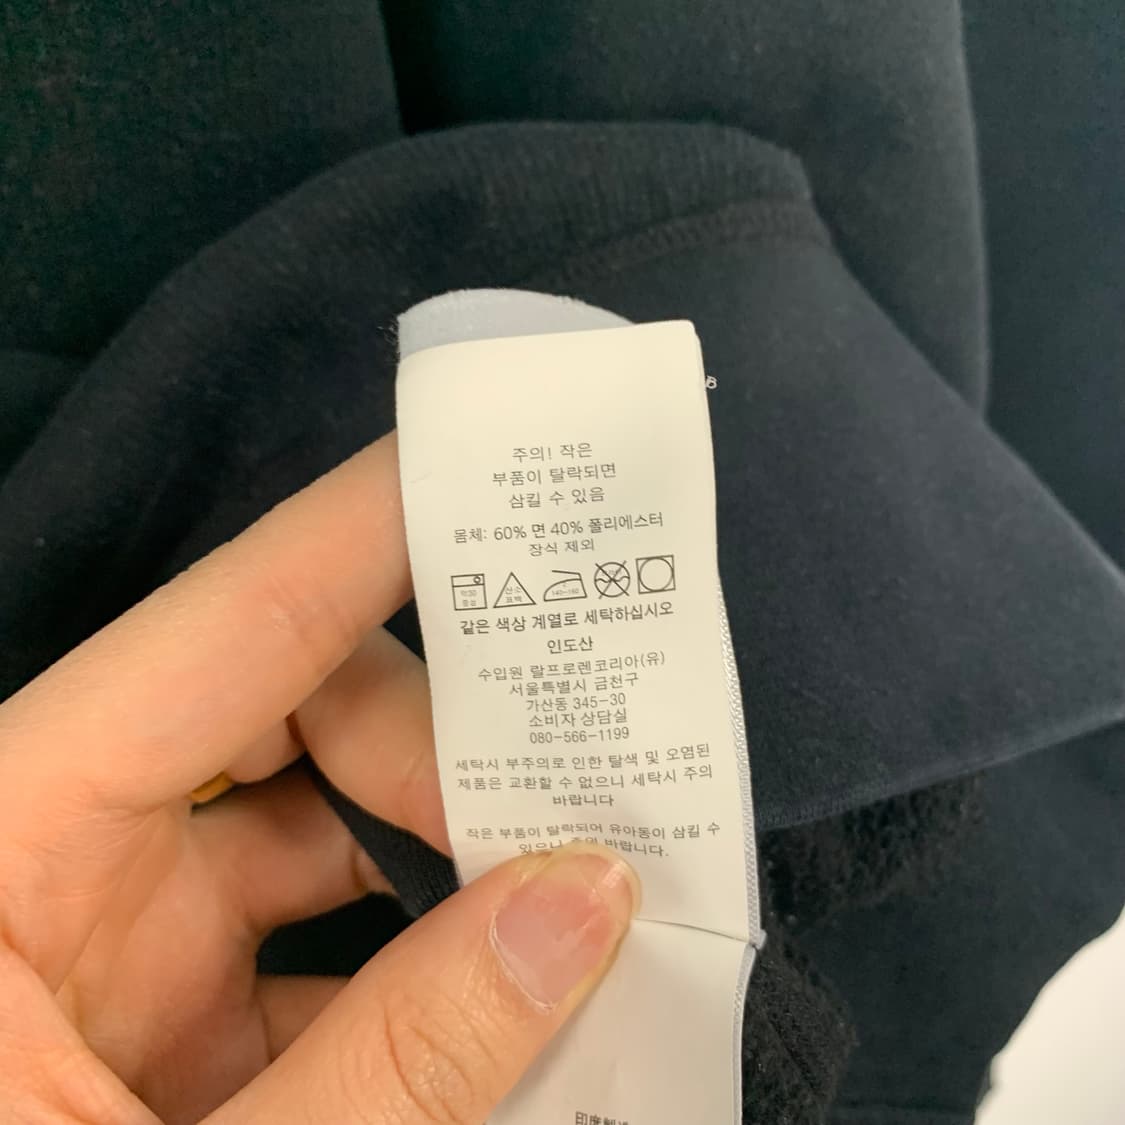 주의! 작은
부품이 탈락되면
삼킬 수 있음
몸체: 60% 면 40% 폴리에스터
장식 제외
약30
중성
산소
표백
140-160
같은 색상 계열로 세탁하십시오
인도산
수입원 랄프로렌코리아(유)
서울특별시 금천구
가산동 345-30
소비자 상담실
080-566-1199
세탁시 부주의로 인한 탈색 및 오염된
제품은 교환할 수 없으니 세탁시 주의
바랍니다
작은 부품이 탈락되어 유아동이 삼킬 수
있으니 바랍니다.
印度製造